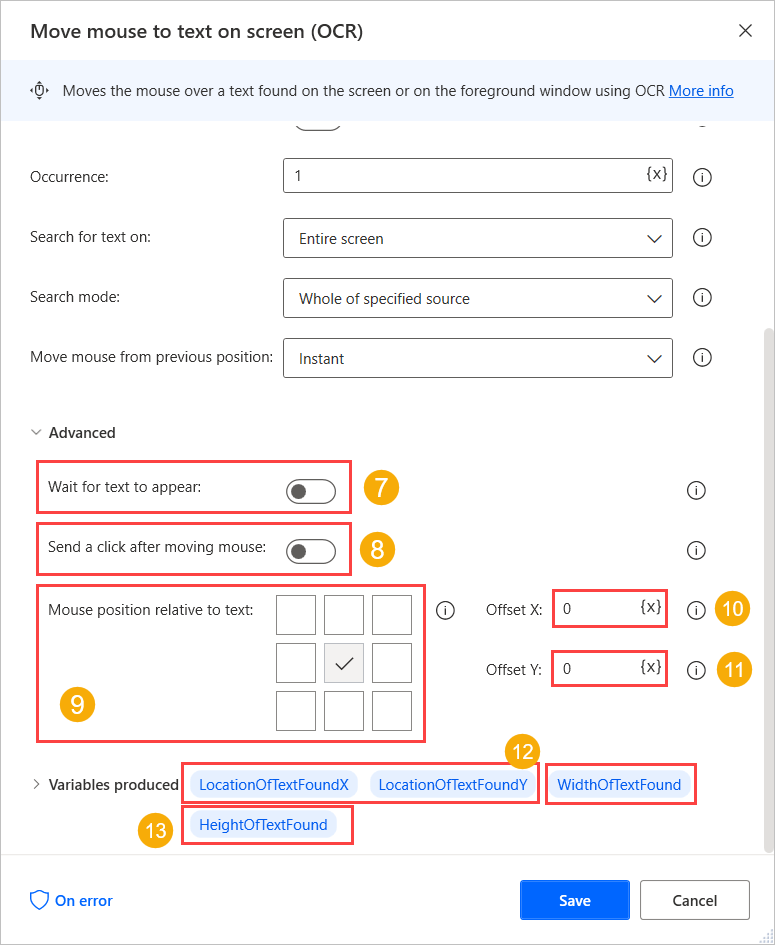 Move mouse to text on screen (OCR)
Moves the mouse over a text found on the screen or on the foreground window using OCR More info
Occurrence: 1 {x}
Search for text on: Entire screen
Search mode: Whole of specified source
Move mouse from previous position: Instant
Advanced
Wait for text to appear: 7
Send a click after moving mouse: 8
Mouse position relative to text: Offset X: 0 {x} 10
Offset Y: 0 {x} 11
9
12
Variables produced LocationOfTextFoundX LocationOfTextFoundY WidthOfTextFound
13 HeightOfTextFound
On error Save Cancel